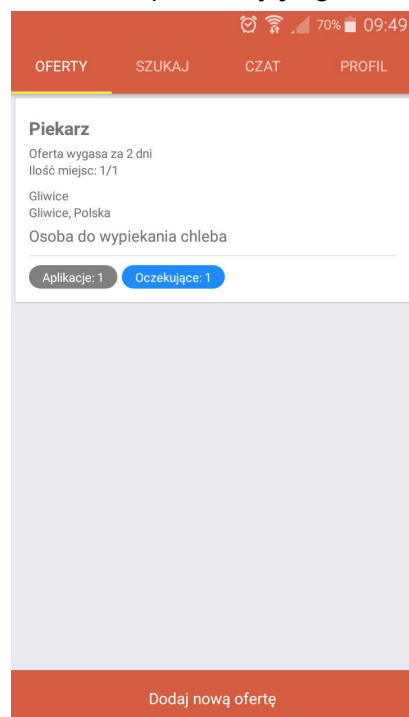 70% 09:49
OFERTY SZUKAJ CZAT PROFIL
Piekarz
Oferta wygasa za 2 dni
Ilość miejsc: 1/1
Gliwice
Gliwice, Polska
Osoba do wypiekania chleba
Aplikacje: 1 Oczekujące: 1
Dodaj nową ofertę